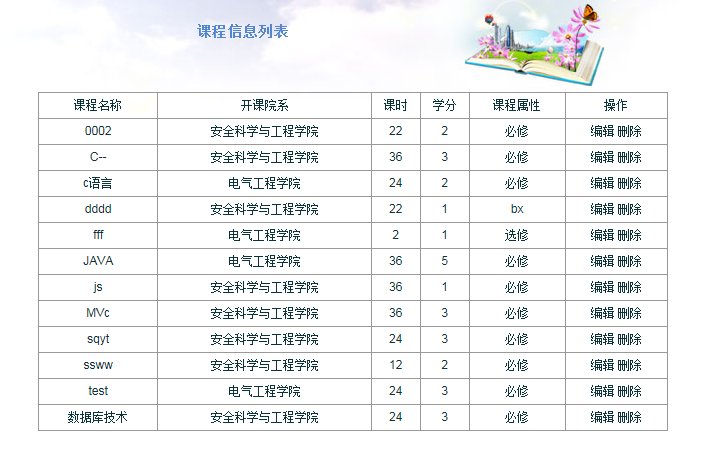 课程信息列表
课程名称 开课院系 课时 学分 课程属性 操作
0002 安全科学与工程学院 22 2 必修 编辑 删除
C-- 安全科学与工程学院 36 3 必修 编辑 删除
c语言 电气工程学院 24 2 必修 编辑 删除
dddd 安全科学与工程学院 22 1 bx 编辑 删除
fff 电气工程学院 2 1 选修 编辑 删除
JAVA 电气工程学院 36 5 必修 编辑 删除
js 安全科学与工程学院 36 1 必修 编辑 删除
MVc 安全科学与工程学院 36 3 必修 编辑 删除
sqyt 安全科学与工程学院 24 3 必修 编辑 删除
ssww 安全科学与工程学院 12 2 必修 编辑 删除
test 电气工程学院 24 3 必修 编辑 删除
数据库技术 安全科学与工程学院 24 3 必修 编辑 删除